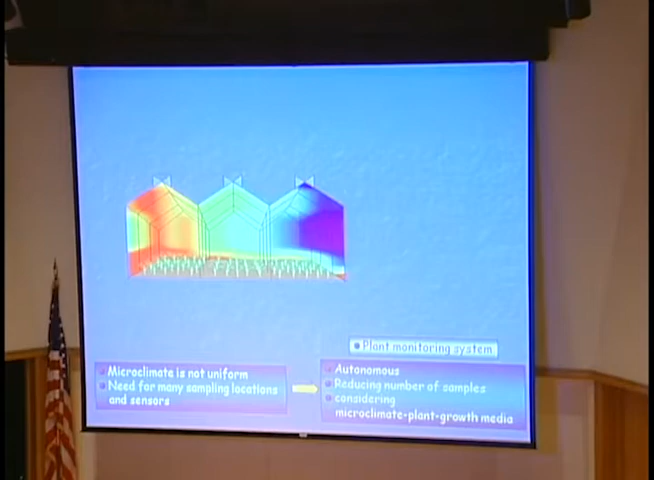 Plant monitoring system
Microclimate is not uniform
Need for many sampling locations
and sensors
Autonomous
Reducing number of samples
considering
microclimate-plant-growth media